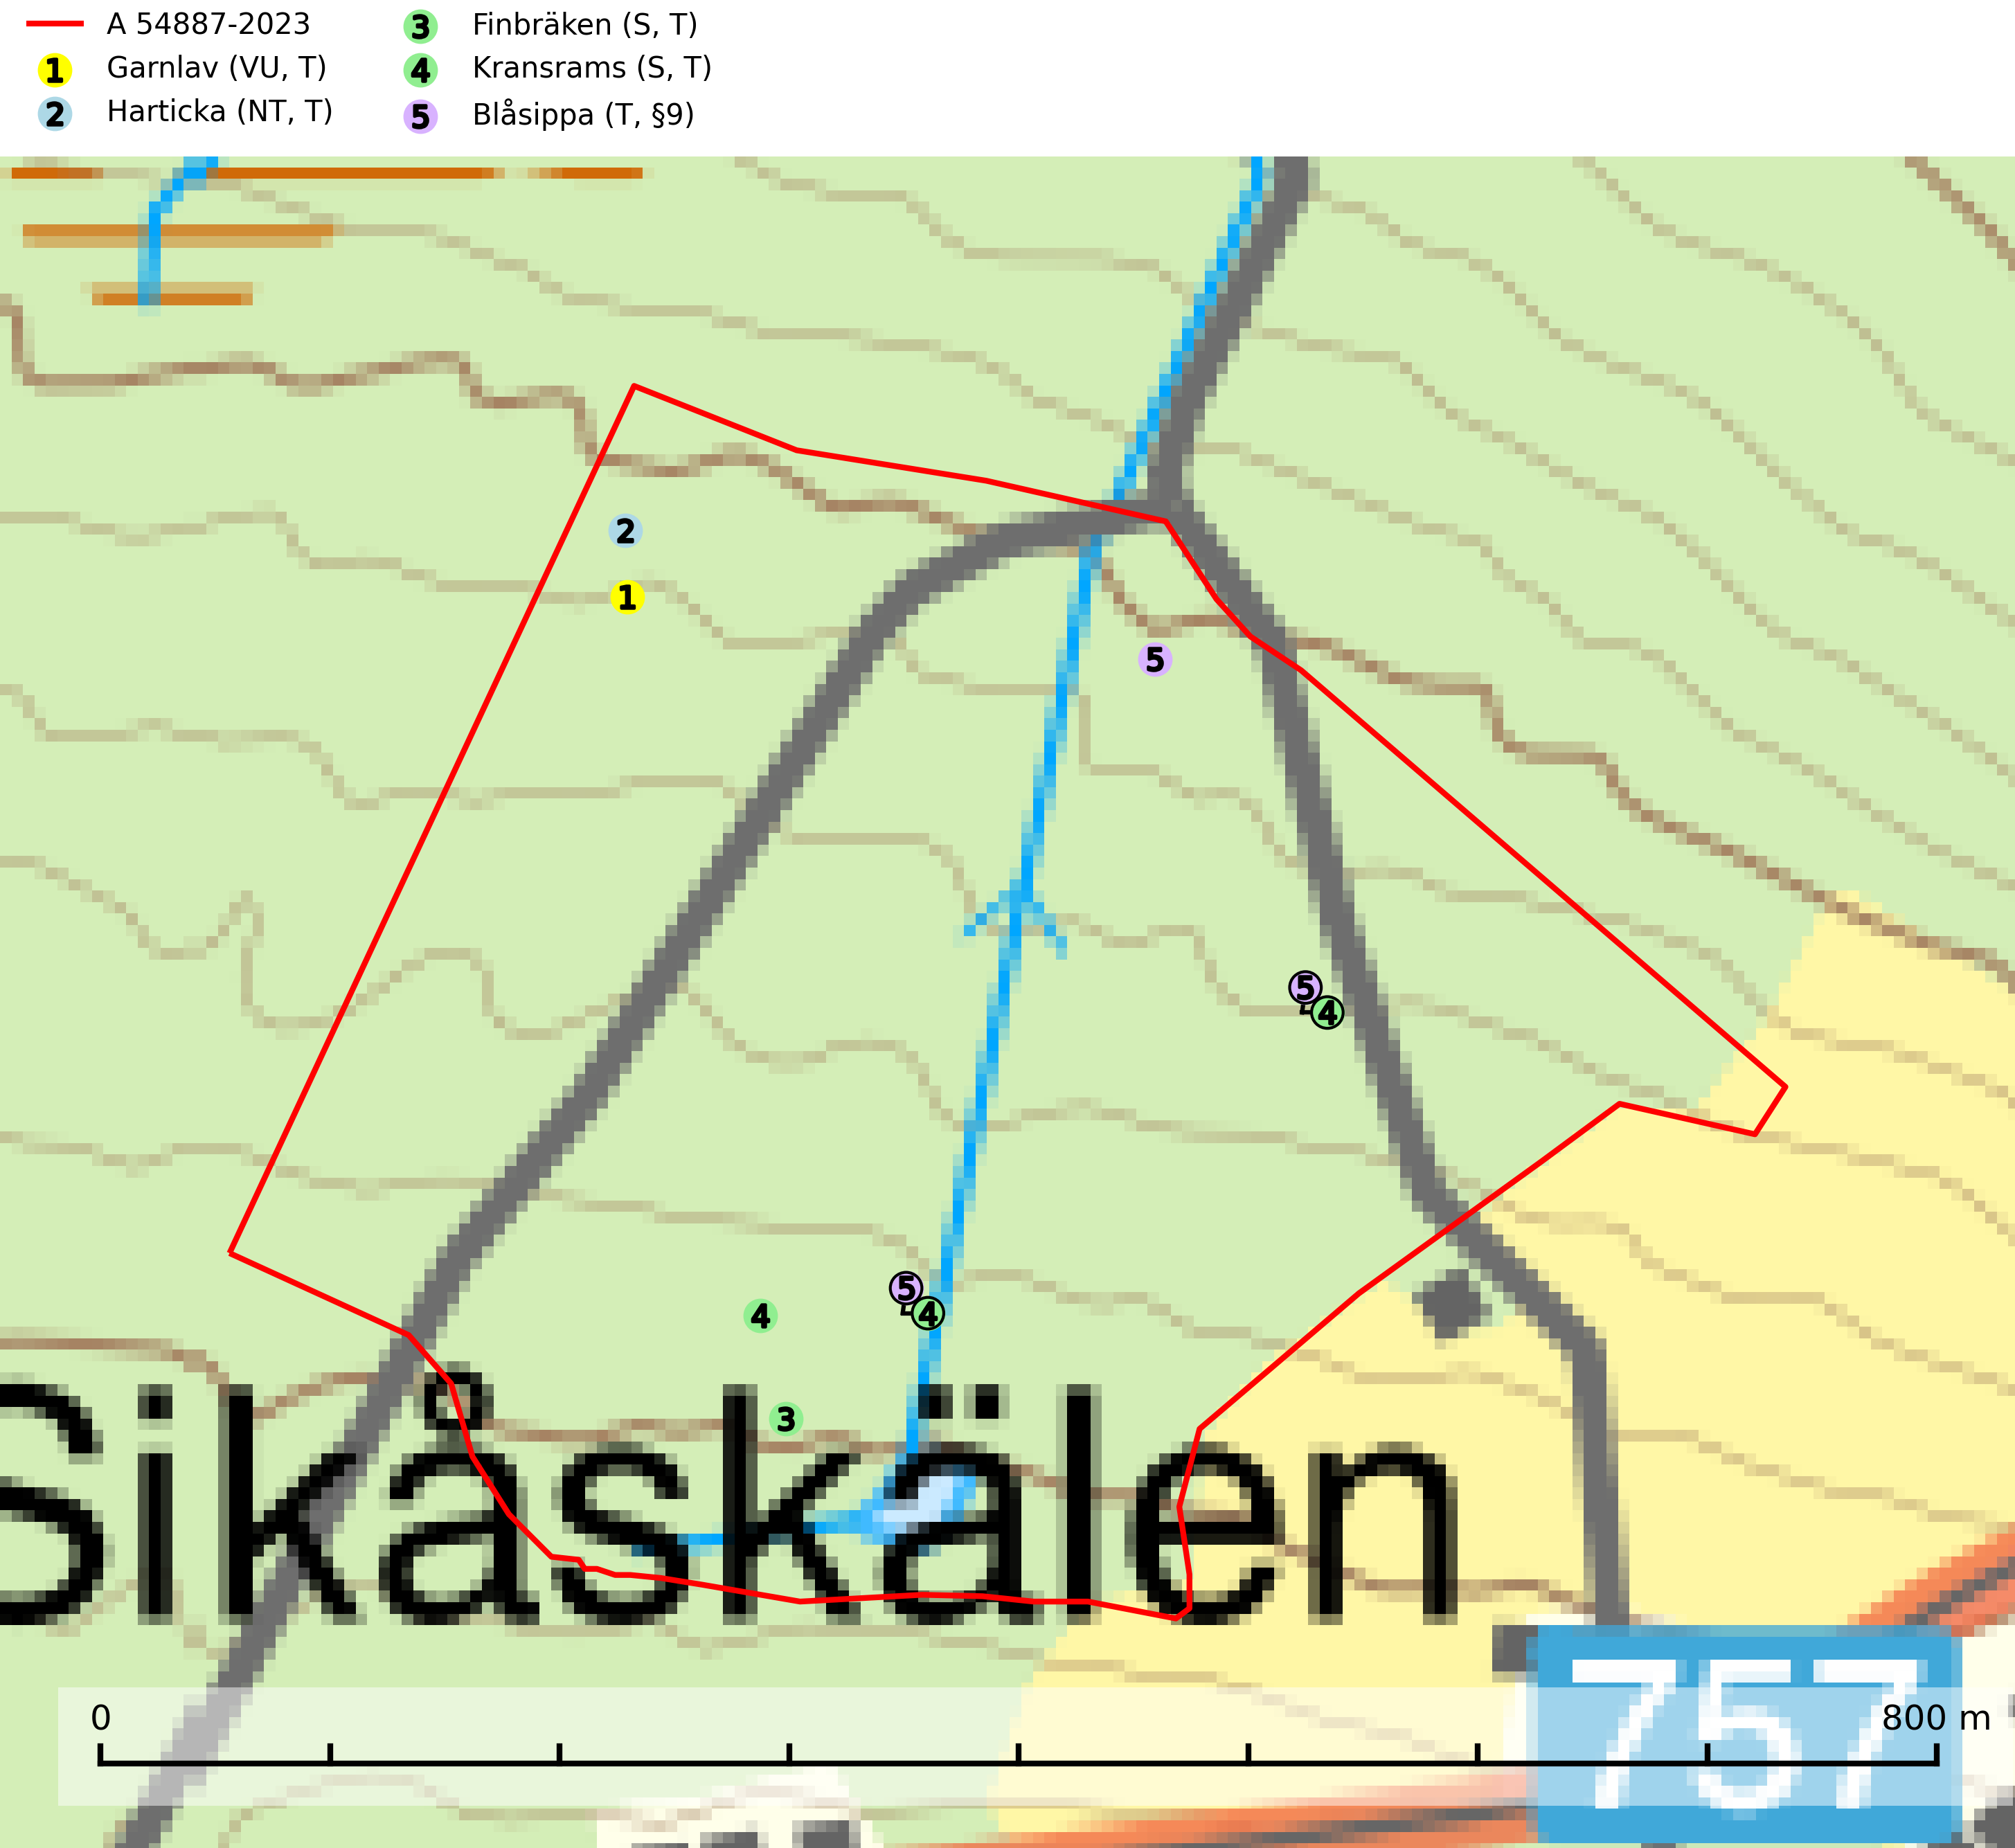 A 54887-2023
1 Garnlav (VU, T)
2 Harticka (NT, T)
3 Finbräken (S, T)
4 Kransrams (S, T)
5 Blåsippa (T, §9)
2
1
5
5
4
5
4
4
3
Sikåskälen
757
0 800 m